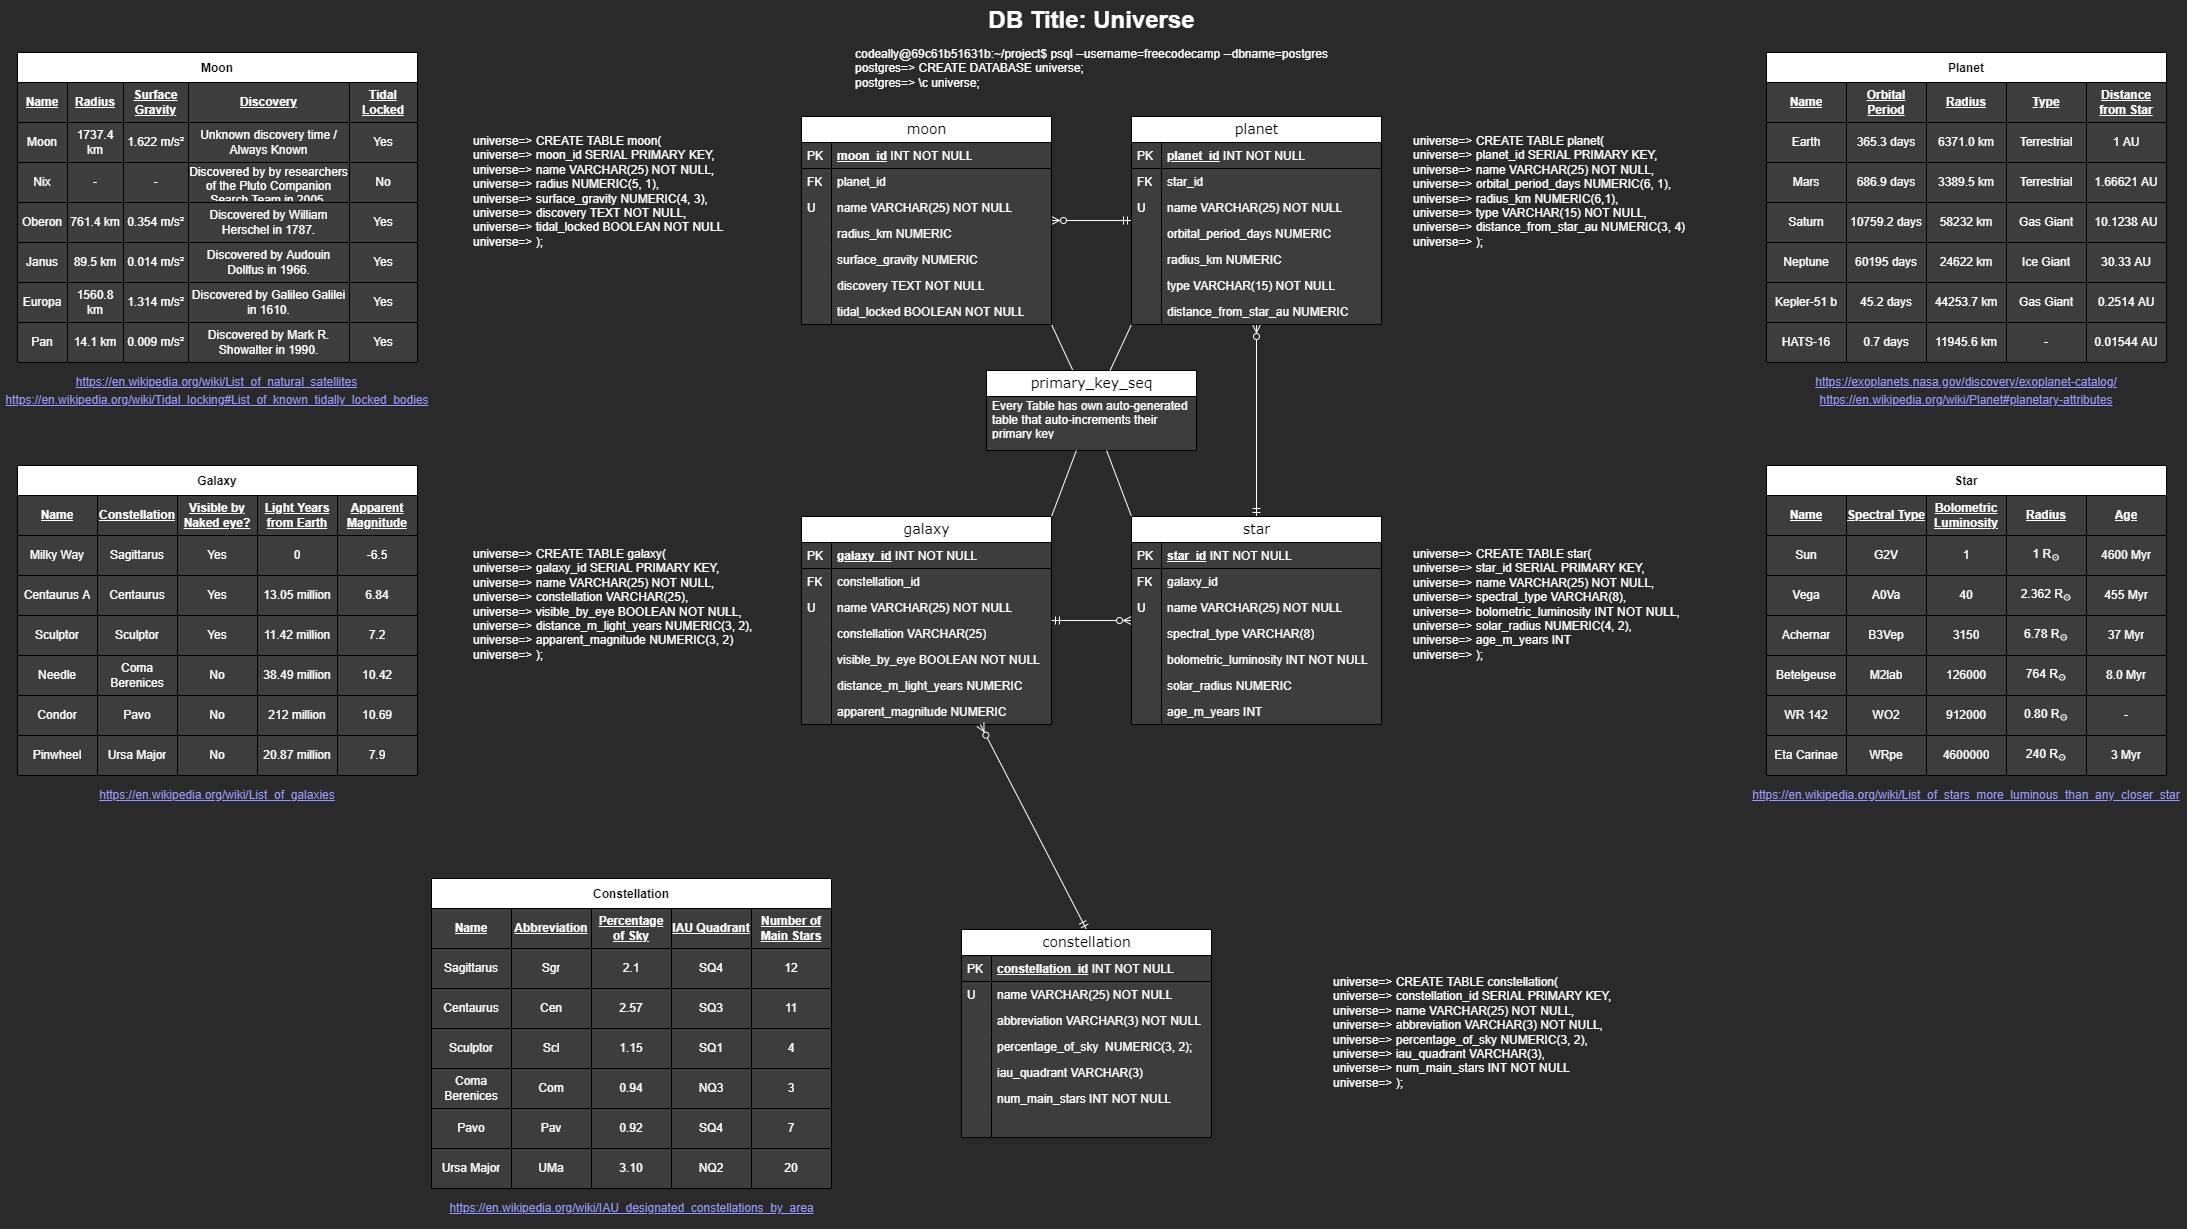 DB Title: Universe
codeally@69c61b51631b:~/project$ psql --username=freecodecamp --dbname=postgres
postgres=> CREATE DATABASE universe;
postgres=> \c universe;
Moon
Name Radius Surface Gravity Discovery Tidal Locked
Moon 1737.4 km 1.622 m/s² Unknown discovery time / Always Known Yes
Nix - - Discovered by by researchers of the Pluto Companion Search Team in 2005. No
Oberon 761.4 km 0.354 m/s² Discovered by William Herschel in 1787. Yes
Janus 89.5 km 0.014 m/s² Discovered by Audouin Dollfus in 1966. Yes
Europa 1560.8 km 1.314 m/s² Discovered by Galileo Galilei in 1610. Yes
Pan 14.1 km 0.009 m/s² Discovered by Mark R. Showalter in 1990. Yes
https://en.wikipedia.org/wiki/List_of_natural_satellites
https://en.wikipedia.org/wiki/Tidal_locking#List_of_known_tidally_locked_bodies
universe=> CREATE TABLE moon(
universe=> moon_id SERIAL PRIMARY KEY,
universe=> name VARCHAR(25) NOT NULL,
universe=> radius NUMERIC(5, 1),
universe=> surface_gravity NUMERIC(4, 3),
universe=> discovery TEXT NOT NULL,
universe=> tidal_locked BOOLEAN NOT NULL
universe=> );
moon
PK moon_id INT NOT NULL
FK planet_id
U name VARCHAR(25) NOT NULL
radius_km NUMERIC
surface_gravity NUMERIC
discovery TEXT NOT NULL
tidal_locked BOOLEAN NOT NULL
planet
PK planet_id INT NOT NULL
FK star_id
U name VARCHAR(25) NOT NULL
orbital_period_days NUMERIC
radius_km NUMERIC
type VARCHAR(15) NOT NULL
distance_from_star_au NUMERIC
universe=> CREATE TABLE planet(
universe=> planet_id SERIAL PRIMARY KEY,
universe=> name VARCHAR(25) NOT NULL,
universe=> orbital_period_days NUMERIC(6, 1),
universe=> radius_km NUMERIC(6,1),
universe=> type VARCHAR(15) NOT NULL,
universe=> distance_from_star_au NUMERIC(3, 4)
universe=> );
Planet
Name Orbital Period Radius Type Distance from Star
Earth 365.3 days 6371.0 km Terrestrial 1 AU
Mars 686.9 days 3389.5 km Terrestrial 1.66621 AU
Saturn 10759.2 days 58232 km Gas Giant 10.1238 AU
Neptune 60195 days 24622 km Ice Giant 30.33 AU
Kepler-51 b 45.2 days 44253.7 km Gas Giant 0.2514 AU
HATS-16 0.7 days 11945.6 km - 0.01544 AU
https://exoplanets.nasa.gov/discovery/exoplanet-catalog/
https://en.wikipedia.org/wiki/Planet#planetary-attributes
primary_key_seq
Every Table has own auto-generated
table that auto-increments their
primary key
Galaxy
Name Constellation Visible by Naked eye? Light Years from Earth Apparent Magnitude
Milky Way Sagittarus Yes 0 -6.5
Centaurus A Centaurus Yes 13.05 million 6.84
Sculptor Sculptor Yes 11.42 million 7.2
Needle Coma Berenices No 38.49 million 10.42
Condor Pavo No 212 million 10.69
Pinwheel Ursa Major No 20.87 million 7.9
https://en.wikipedia.org/wiki/List_of_galaxies
universe=> CREATE TABLE galaxy(
universe=> galaxy_id SERIAL PRIMARY KEY,
universe=> name VARCHAR(25) NOT NULL,
universe=> constellation VARCHAR(25),
universe=> visible_by_eye BOOLEAN NOT NULL,
universe=> distance_m_light_years NUMERIC(3, 2),
universe=> apparent_magnitude NUMERIC(3, 2)
universe=> );
galaxy
PK galaxy_id INT NOT NULL
FK constellation_id
U name VARCHAR(25) NOT NULL
constellation VARCHAR(25)
visible_by_eye BOOLEAN NOT NULL
distance_m_light_years NUMERIC
apparent_magnitude NUMERIC
star
PK star_id INT NOT NULL
FK galaxy_id
U name VARCHAR(25) NOT NULL
spectral_type VARCHAR(8)
bolometric_luminosity INT NOT NULL
solar_radius NUMERIC
age_m_years INT
universe=> CREATE TABLE star(
universe=> star_id SERIAL PRIMARY KEY,
universe=> name VARCHAR(25) NOT NULL,
universe=> spectral_type VARCHAR(8),
universe=> bolometric_luminosity INT NOT NULL,
universe=> solar_radius NUMERIC(4, 2),
universe=> age_m_years INT
universe=> );
Star
Name Spectral Type Bolometric Luminosity Radius Age
Sun G2V 1 1 R☉ 4600 Myr
Vega A0Va 40 2.362 R☉ 455 Myr
Achernar B3Vep 3150 6.78 R☉ 37 Myr
Betelgeuse M2Iab 126000 764 R☉ 8.0 Myr
WR 142 WO2 912000 0.80 R☉ -
Eta Carinae WRpe 4600000 240 R☉ 3 Myr
https://en.wikipedia.org/wiki/List_of_stars_more_luminous_than_any_closer_star
Constellation
Name Abbreviation Percentage of Sky IAU Quadrant Number of Main Stars
Sagittarus Sgr 2.1 SQ4 12
Centaurus Cen 2.57 SQ3 11
Sculptor Scl 1.15 SQ1 4
Coma Berenices Com 0.94 NQ3 3
Pavo Pav 0.92 SQ4 7
Ursa Major UMa 3.10 NQ2 20
https://en.wikipedia.org/wiki/IAU_designated_constellations_by_area
constellation
PK constellation_id INT NOT NULL
U name VARCHAR(25) NOT NULL
abbreviation VARCHAR(3) NOT NULL
percentage_of_sky NUMERIC(3, 2);
iau_quadrant VARCHAR(3)
num_main_stars INT NOT NULL
universe=> CREATE TABLE constellation(
universe=> constellation_id SERIAL PRIMARY KEY,
universe=> name VARCHAR(25) NOT NULL,
universe=> abbreviation VARCHAR(3) NOT NULL,
universe=> percentage_of_sky NUMERIC(3, 2),
universe=> iau_quadrant VARCHAR(3),
universe=> num_main_stars INT NOT NULL
universe=> );